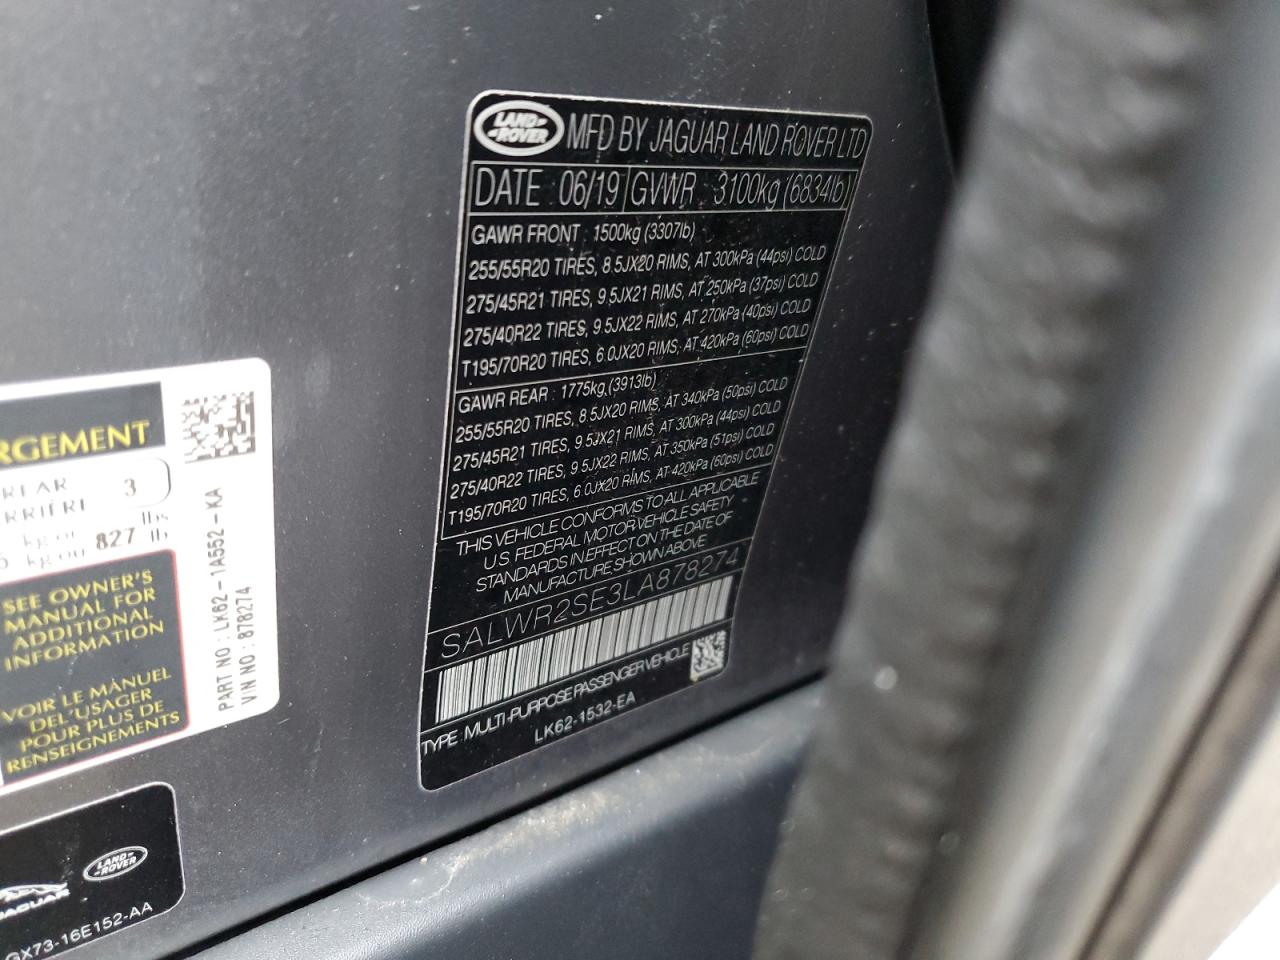 LAND ROVER
MFD BY JAGUAR LAND ROVER LTD
DATE 06/19 GVWR 3100kg (6834lb)
GAWR FRONT : 1500kg (3307lb)
255/55R20 TIRES, 8.5JX20 RIMS, AT 300kPa (44psi) COLD
275/45R21 TIRES, 9.5JX21 RIMS, AT 250kPa (37psi) COLD
275/40R22 TIRES, 9.5JX22 RIMS, AT 270kPa (40psi) COLD
T195/70R20 TIRES, 6.0JX20 RIMS, AT 420kPa (60psi) COLD
GAWR REAR : 1775kg (3913lb)
255/55R20 TIRES, 8.5JX20 RIMS, AT 340kPa (50psi) COLD
275/45R21 TIRES, 9.5JX21 RIMS, AT 300kPa (44psi) COLD
275/40R22 TIRES, 9.5JX22 RIMS, AT 350kPa (51psi) COLD
T195/70R20 TIRES, 6.0JX20 RIMS, AT 420kPa (60psi) COLD
THIS VEHICLE CONFORMS TO ALL APPLICABLE
U.S. FEDERAL MOTOR VEHICLE SAFETY
STANDARDS IN EFFECT ON THE DATE OF
MANUFACTURE SHOWN ABOVE
SALWR2SE3LA878274
TYPE MULTI-PURPOSE PASSENGER VEHICLE
LK62-1532-EA
RGEMENT
REAR 3
kg or 827 lbs
kg ou lb
SEE OWNER'S
MANUAL FOR
ADDITIONAL
INFORMATION
VOIR LE MANUEL
DEL'USAGER
POUR PLUS DE
RENSEIGNEMENTS
PART NO : LK62-1A552-KA
VIN NO : 878274
JAGUAR
LAND ROVER
GX73-16E152-AA